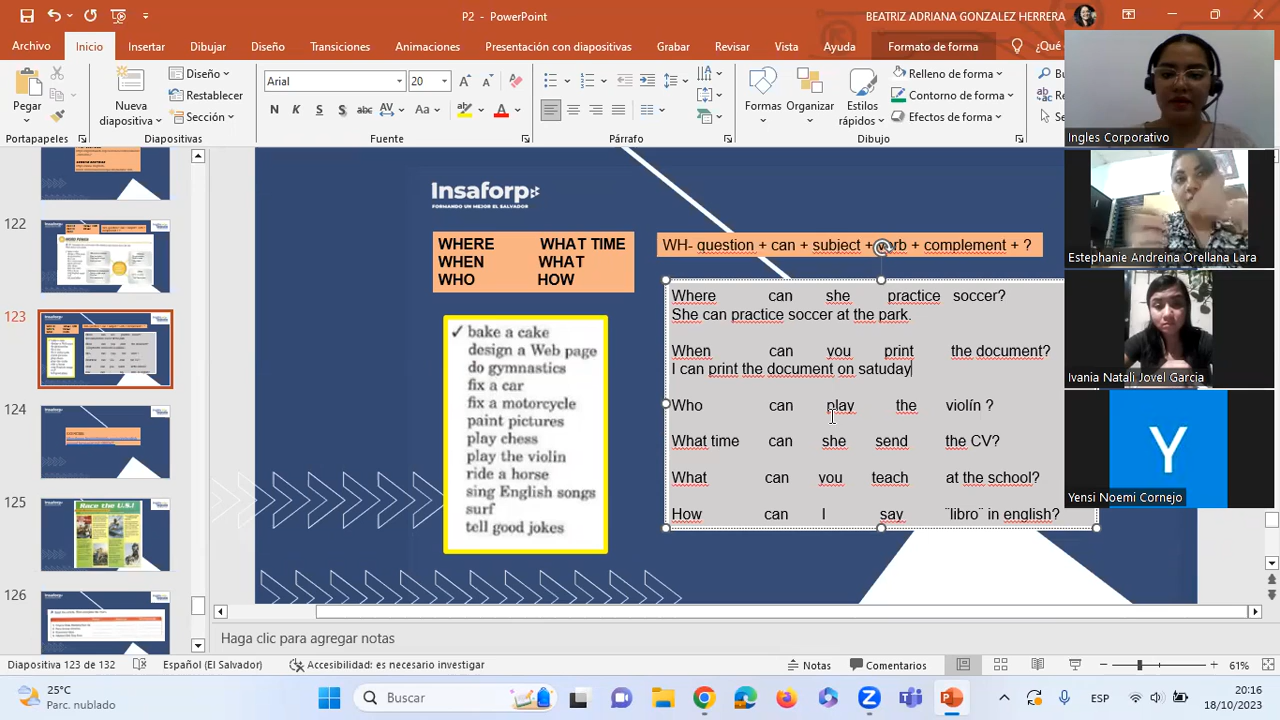 P2 - PowerPoint
BEATRIZ ADRIANA GONZALEZ HERRERA
Archivo Inicio Insertar Dibujar Diseño Transiciones Animaciones Presentación con diapositivas Grabar Revisar Vista Ayuda Formato de forma ¿Qué
Pegar
Portapapeles
Nueva
diapositiva
Diseño
Restablecer
Sección
Diapositivas
Arial 20
N K S abc AV Aa
Fuente
Párrafo
Formas Organizar Estilos
rápidos
Relleno de forma
Contorno de forma
Efectos de forma
Dibujo
Ingles Corporativo
Estephanie Andreina Orellana Lara
Ivania Natali Jovel Garcia
Y
Yensi Noemi Cornejo
122
123
124
125
126
Race the U.S!
Insaforp
FORMANDO UN MEJOR EL SALVADOR
WHERE WHAT TIME
WHEN WHAT
WHO HOW
WH- question + can + subject + verb + complement + ?
✓ bake a cake
design a Web page
do gymnastics
fix a car
fix a motorcycle
paint pictures
play chess
play the violin
ride a horse
sing English songs
surf
tell good jokes
Where can she practice soccer?
She can practice soccer at the park.
When can you print the document?
I can print the document on satuday
Who can play the violín ?
What time can she send the CV?
What can you teach at the school?
How can I say ¨libro¨ in english?
Haga clic para agregar notas
Diapositiva 123 de 132 Español (El Salvador) Accesibilidad: es necesario investigar Notas Comentarios 61%
25°C
Parc. nublado
Buscar
ESP
20:16
18/10/2023